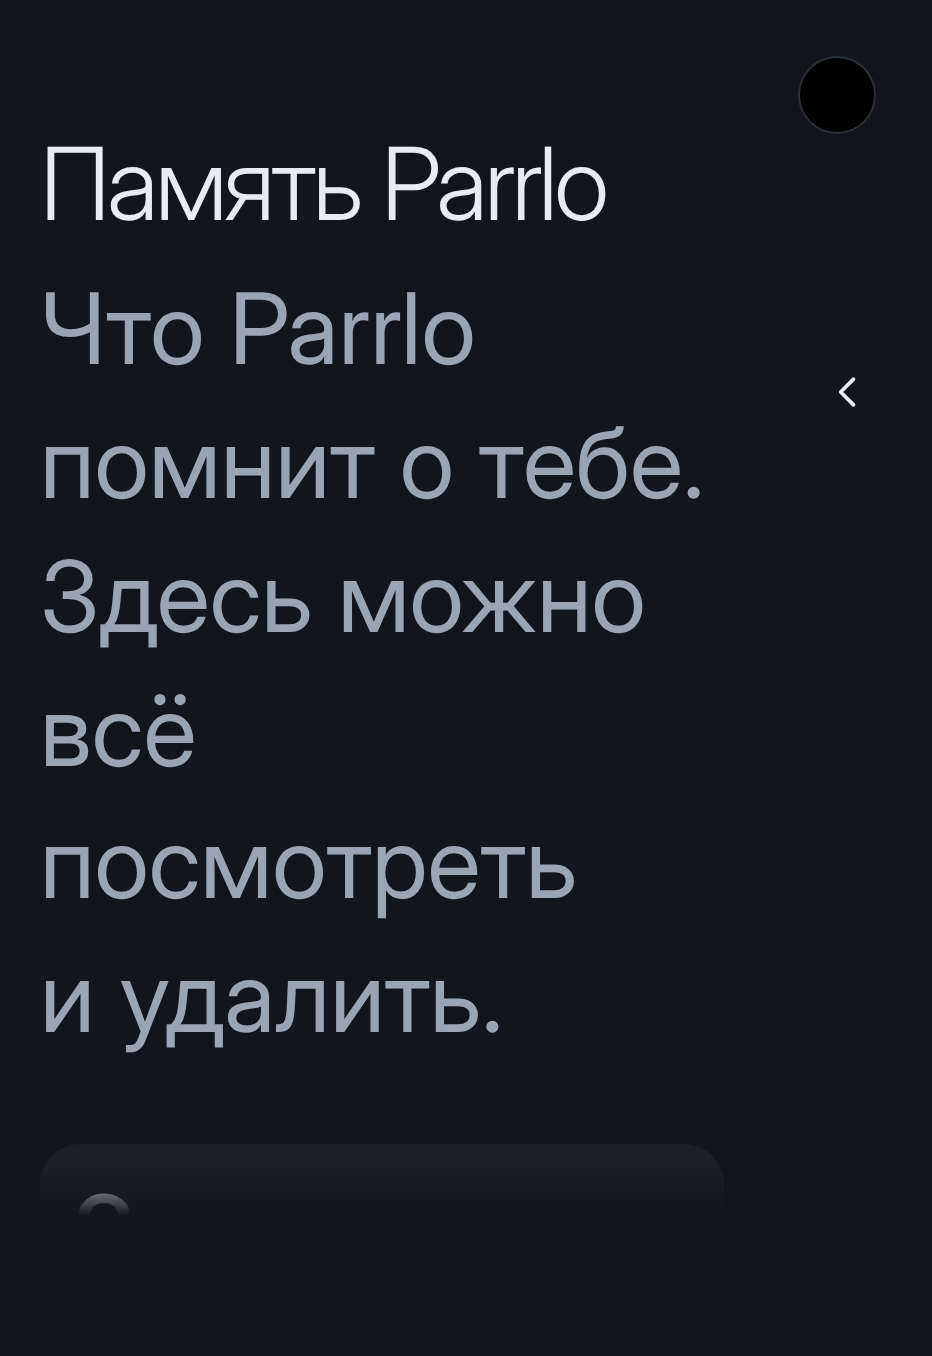 Память Parrlo
Что Parrlo
помнит о тебе.
Здесь можно
всё
посмотреть
и удалить.